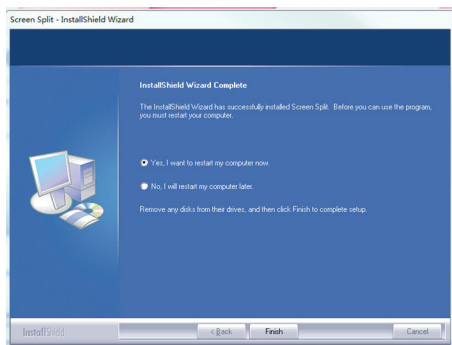 Screen Split - InstallShield Wizard
InstallShield Wizard Complete
The InstallShield Wizard has successfully installed Screen Split. Before you can use the program,
you must restart your computer.
Yes, I want to restart my computer now.
No, I will restart my computer later.
Remove any disks from their drives, and then click Finish to complete setup.
InstallShield
< Back
Finish
Cancel